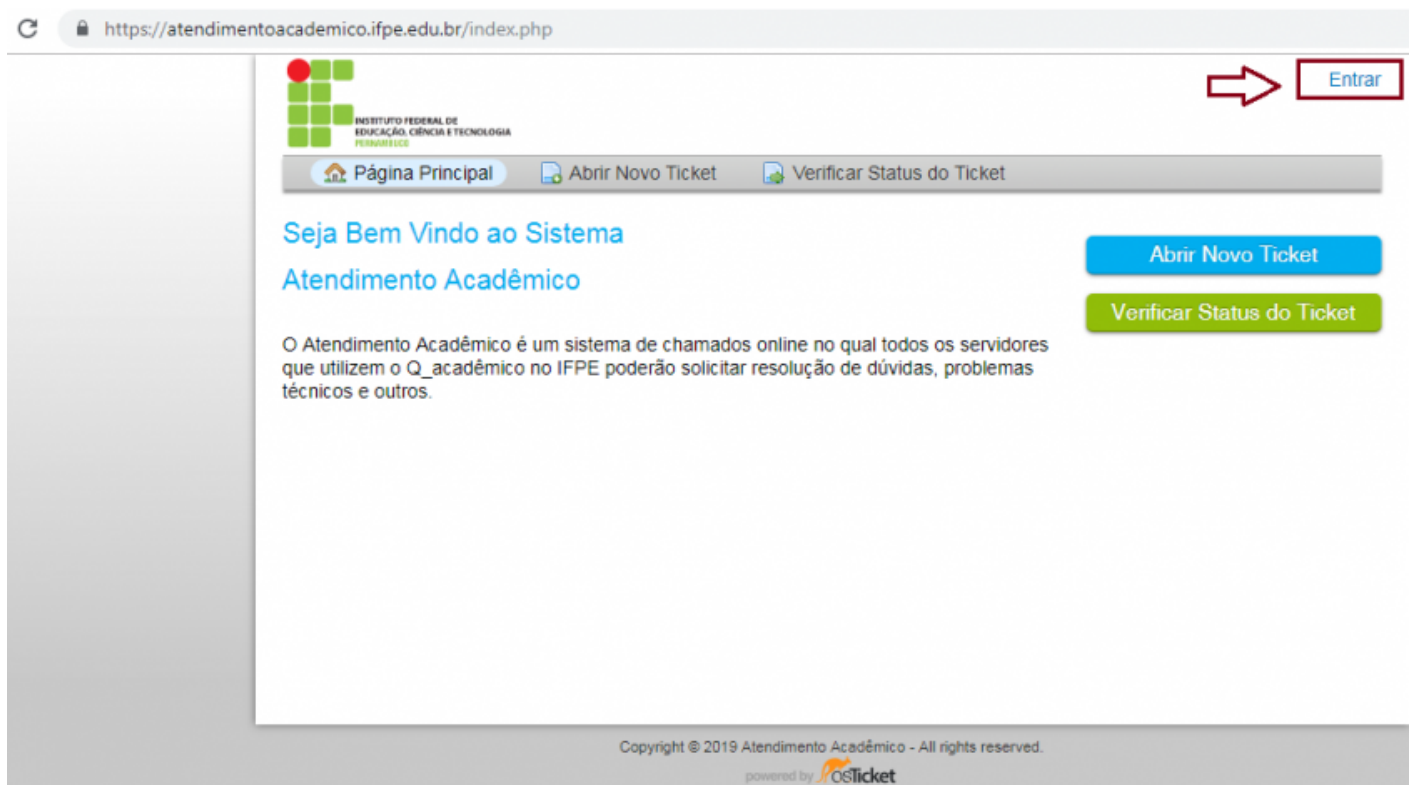 https://atendimentoacademico.ifpe.edu.br/index.php
Entrar
INSTITUTO FEDERAL DE
EDUCAÇÃO, CIÊNCIA E TECNOLOGIA
PERNAMBUCO
Página Principal Abrir Novo Ticket Verificar Status do Ticket
Seja Bem Vindo ao Sistema
Atendimento Acadêmico
Abrir Novo Ticket
Verificar Status do Ticket
O Atendimento Acadêmico é um sistema de chamados online no qual todos os servidores
que utilizem o Q_acadêmico no IFPE poderão solicitar resolução de dúvidas, problemas
técnicos e outros.
Copyright © 2019 Atendimento Acadêmico - All rights reserved.
powered by osTicket